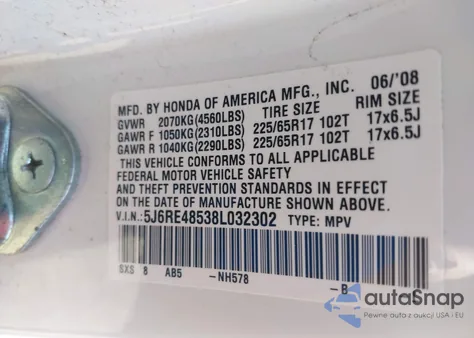 MFD. BY HONDA OF AMERICA MFG., INC. 06/'08
GVWR 2070KG(4560LBS) TIRE SIZE RIM SIZE
GAWR F 1050KG(2310LBS) 225/65R17 102T 17x6.5J
GAWR R 1040KG(2290LBS) 225/65R17 102T 17x6.5J
THIS VEHICLE CONFORMS TO ALL APPLICABLE
FEDERAL MOTOR VEHICLE SAFETY
AND THEFT PREVENTION STANDARDS IN EFFECT
ON THE DATE OF MANUFACTURE SHOWN ABOVE.
V.I.N.: 5J6RE48538L032302 TYPE: MPV
SXS 8 AB5 -NH578 -B
autaSnap
Pewne auta z aukcji USA i EU